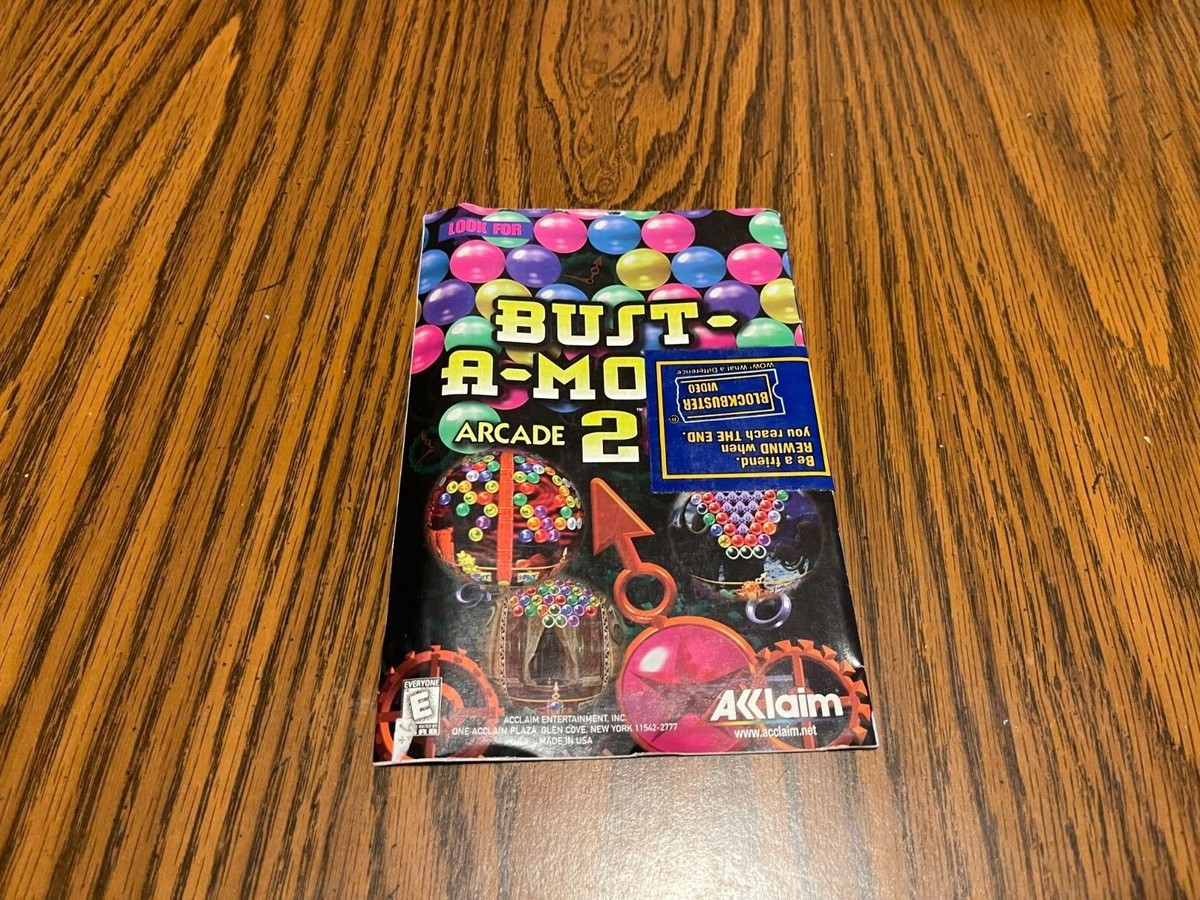 LOOK FOR
BUST-
A-MO
ARCADE 2
WOW! What a Difference
BLOCKBUSTER
VIDEO
®
Be a friend.
REWIND when
you reach THE END.
EVERYONE
E
ACCLAIM ENTERTAINMENT, INC.
ONE ACCLAIM PLAZA, GLEN COVE, NEW YORK 11542-2777
MADE IN USA
Acclaim
www.acclaim.net